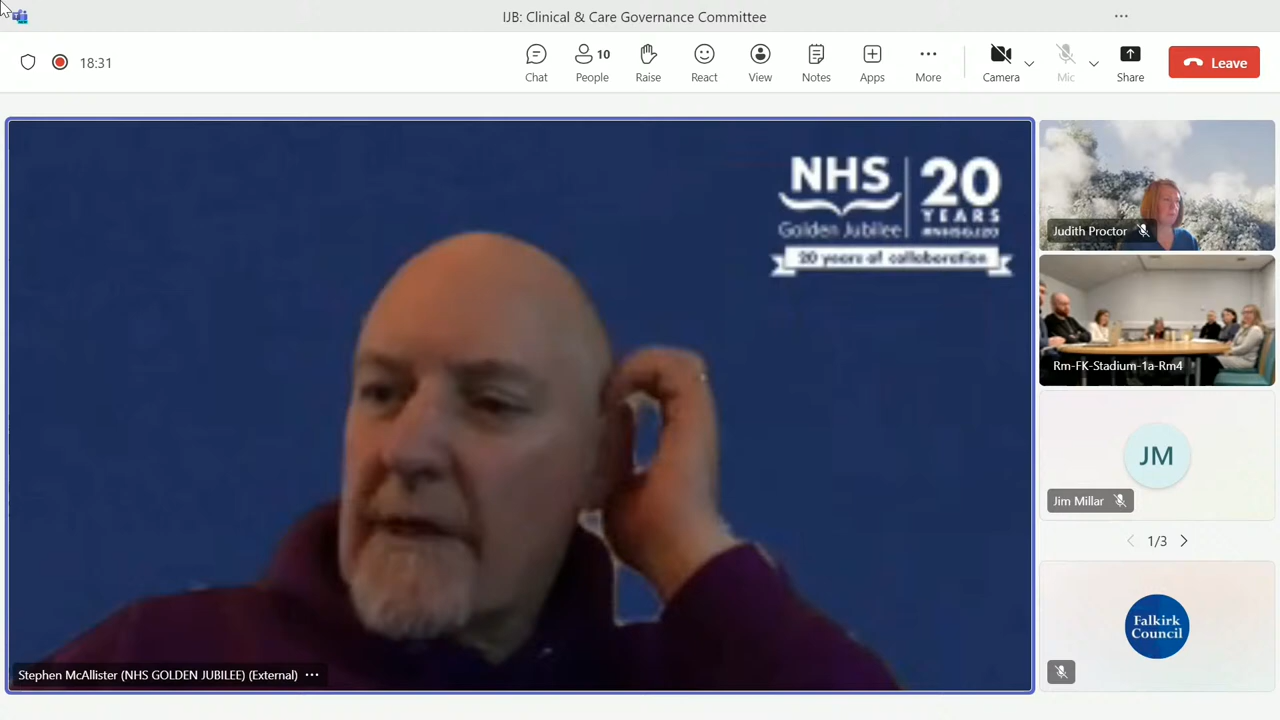 IJB: Clinical & Care Governance Committee
18:31
Chat
People 10
Raise
React
View
Notes
Apps
More
Camera
Mic
Share
Leave
NHS
Golden Jubilee
20
YEARS
20 years of collaboration
Stephen McAllister (NHS GOLDEN JUBILEE) (External)
Judith Proctor
Rm-FK-Stadium-1a-Rm4
JM
Jim Millar
1/3
Falkirk
Council